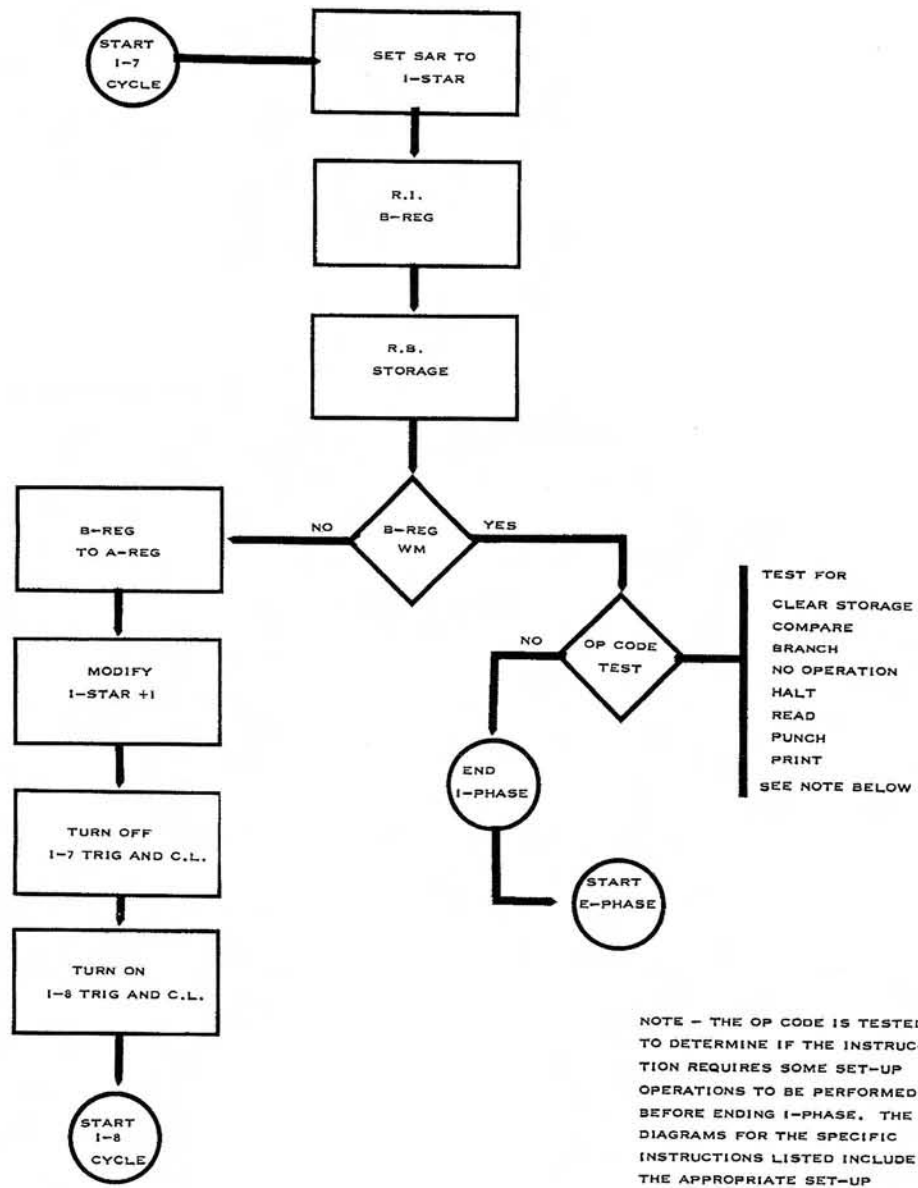 START
I-7
CYCLE
SET SAR TO
I-STAR
R.I.
B-REG
R.B.
STORAGE
B-REG
WM
NO
YES
B-REG
TO A-REG
MODIFY
I-STAR +1
TURN OFF
I-7 TRIG AND C.L.
TURN ON
I-8 TRIG AND C.L.
START
I-8
CYCLE
OP CODE
TEST
NO
END
I-PHASE
START
E-PHASE
TEST FOR
CLEAR STORAGE
COMPARE
BRANCH
NO OPERATION
HALT
READ
PUNCH
PRINT
SEE NOTE BELOW
NOTE - THE OP CODE IS TESTED
TO DETERMINE IF THE INSTRUC-
TION REQUIRES SOME SET-UP
OPERATIONS TO BE PERFORMED
BEFORE ENDING I-PHASE. THE
DIAGRAMS FOR THE SPECIFIC
INSTRUCTIONS LISTED INCLUDE
THE APPROPRIATE SET-UP